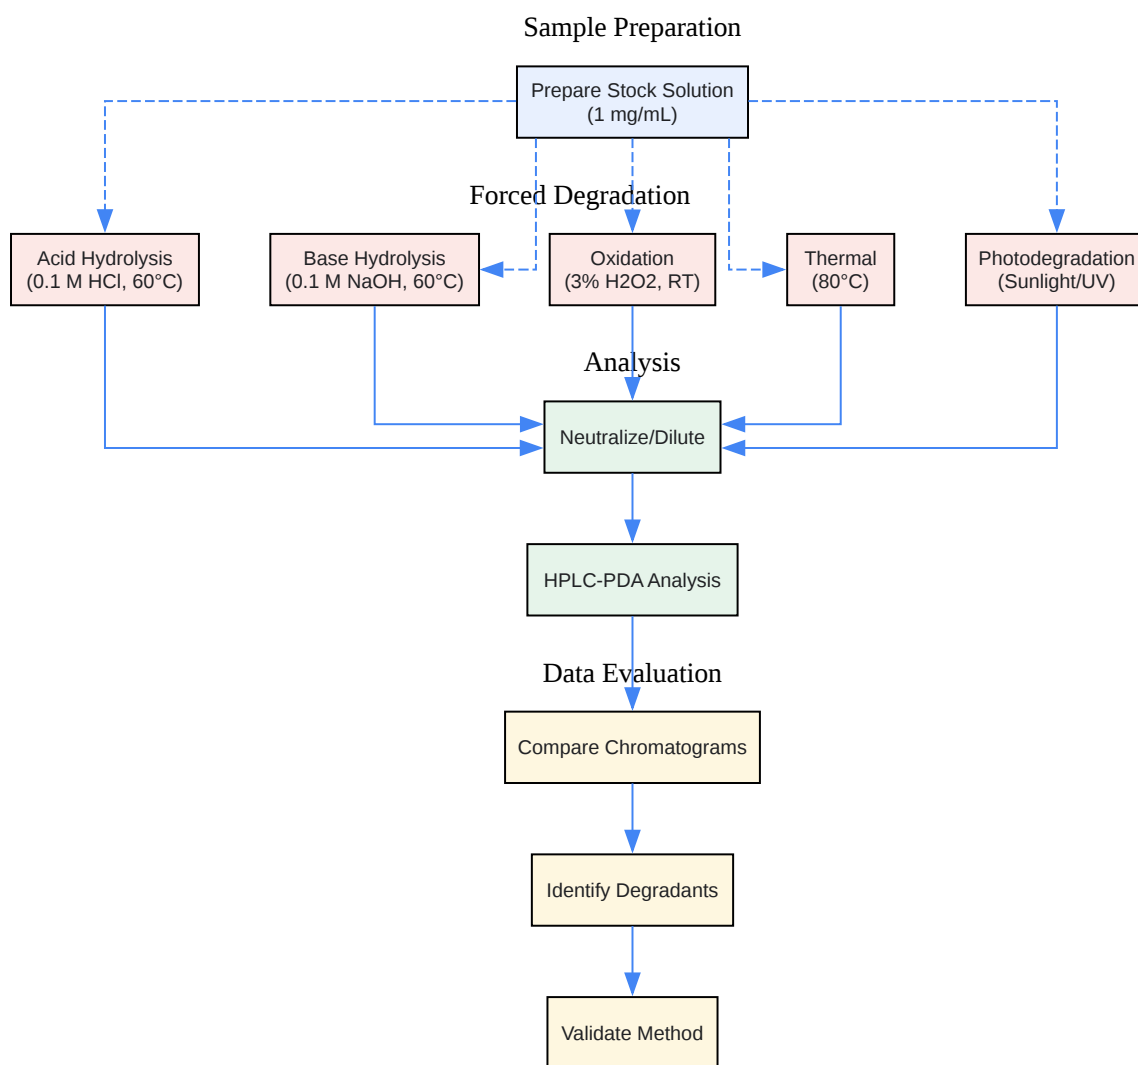 Sample Preparation
Prepare Stock Solution
(1 mg/mL)
Forced Degradation
Acid Hydrolysis
(0.1 M HCl, 60°C)
Base Hydrolysis
(0.1 M NaOH, 60°C)
Oxidation
(3% H2O2, RT)
Thermal
(80°C)
Photodegradation
(Sunlight/UV)
Analysis
Neutralize/Dilute
HPLC-PDA Analysis
Data Evaluation
Compare Chromatograms
Identify Degradants
Validate Method